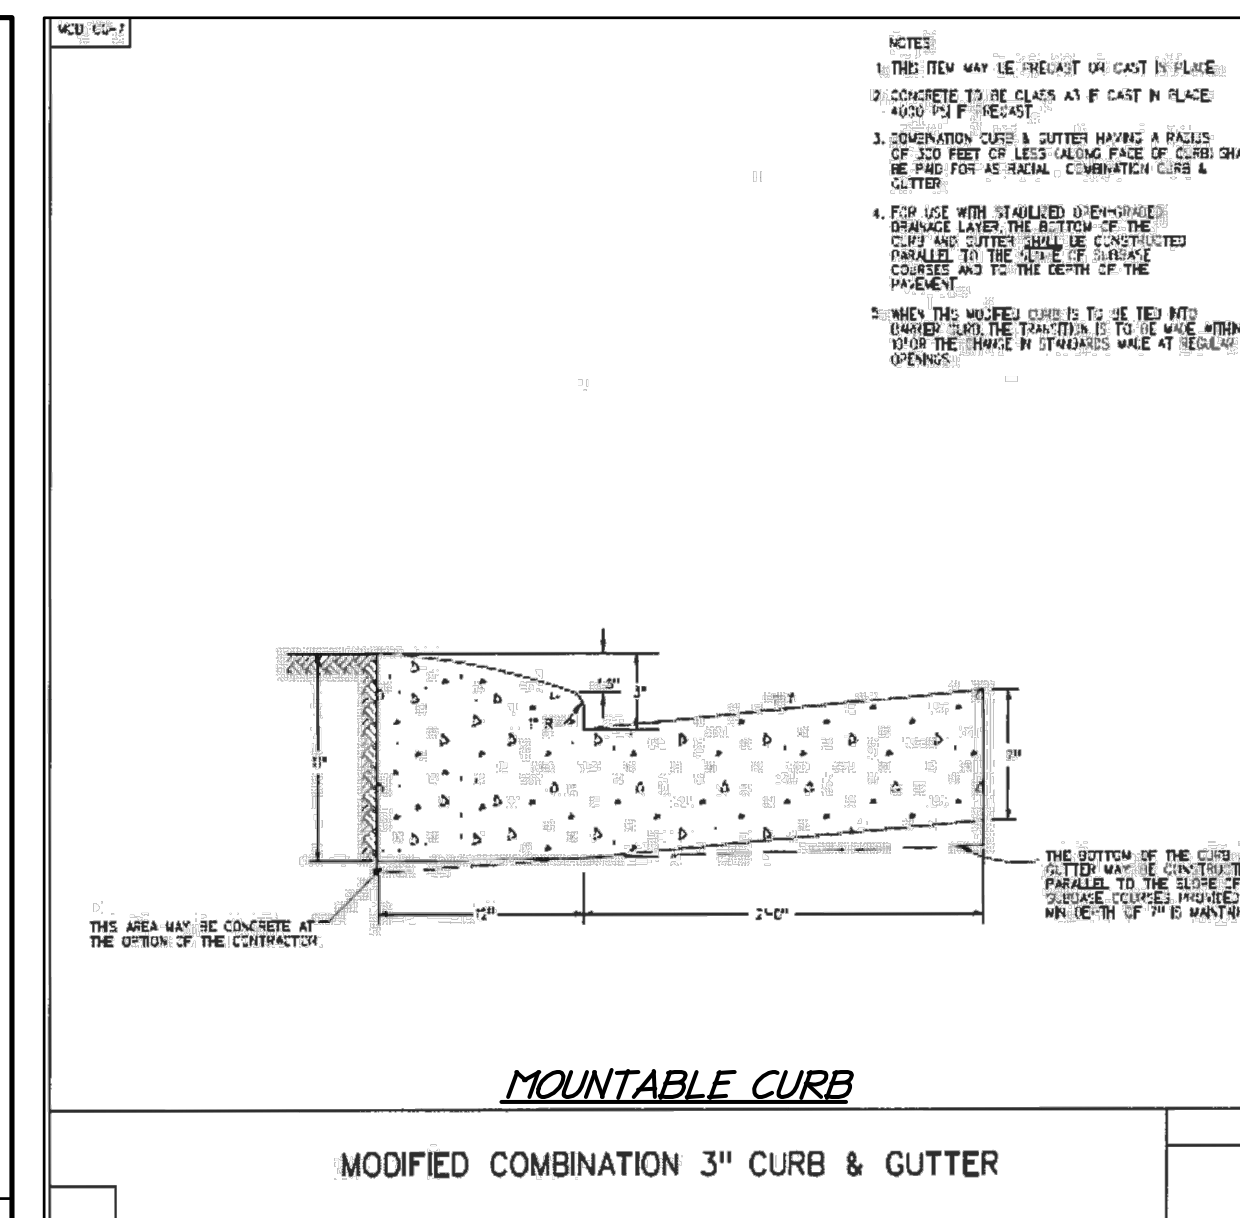 MOD CG-7
NOTES
1. THIS ITEM MAY BE PRECAST OR CAST IN PLACE
2. CONCRETE TO BE CLASS A3 IF CAST IN PLACE
4000 PSI IF PRECAST
3. COMBINATION CURB & GUTTER HAVING A RADIUS
OF 300 FEET OR LESS (ALONG FACE OF CURB) SHA
BE PAID FOR AS RADIAL COMBINATION CURB &
GUTTER
4. FOR USE WITH STABILIZED OPEN-GRADED
DRAINAGE LAYER, THE BOTTOM OF THE
CURB AND GUTTER SHALL BE CONSTRUCTED
PARALLEL TO THE SLOPE OF SUBBASE
COURSES AND TO THE DEPTH OF THE
PAVEMENT
5 WHEN THIS MODIFIED CURB IS TO BE TIED INTO
BARRIER CURB, THE TRANSITION IS TO BE MADE WITHIN
10' OR THE CHANGE IN STANDARDS MADE AT REGULAR
OPENINGS
3"
1" R
12"
2'-0"
THIS AREA MAY BE CONCRETE AT
THE OPTION OF THE CONTRACTOR
THE BOTTOM OF THE CURB
GUTTER MAY BE CONSTRUCTE
PARALLEL TO THE SLOPE OF
SUBBASE COURSES PROVIDED
MIN DEPTH OF 7" IS MAINTAIN
MOUNTABLE CURB
MODIFIED COMBINATION 3" CURB & GUTTER